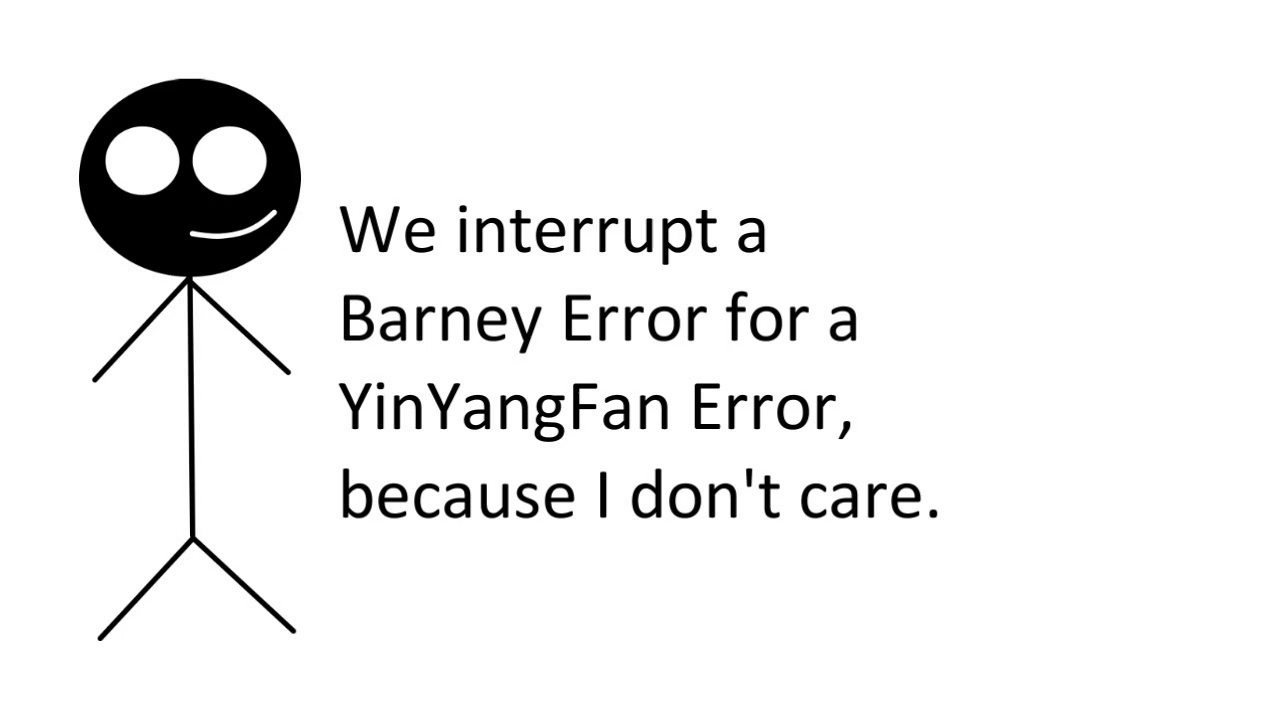 We interrupt a
Barney Error for a
YinYangFan Error,
because I don't care.